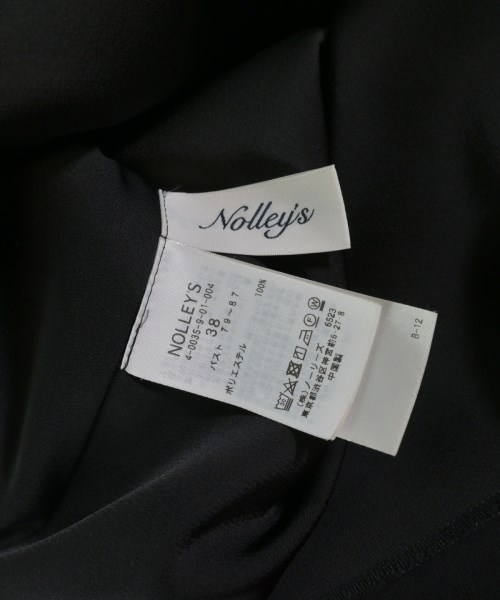 Nolley's
NOLLEY'S
4-0035-9-01-004
38
バスト 79～87
ポリエステル 100%
30
(株)ノーリーズ 6523
東京都渋谷区神宮前6-27-8
中国製
B-12